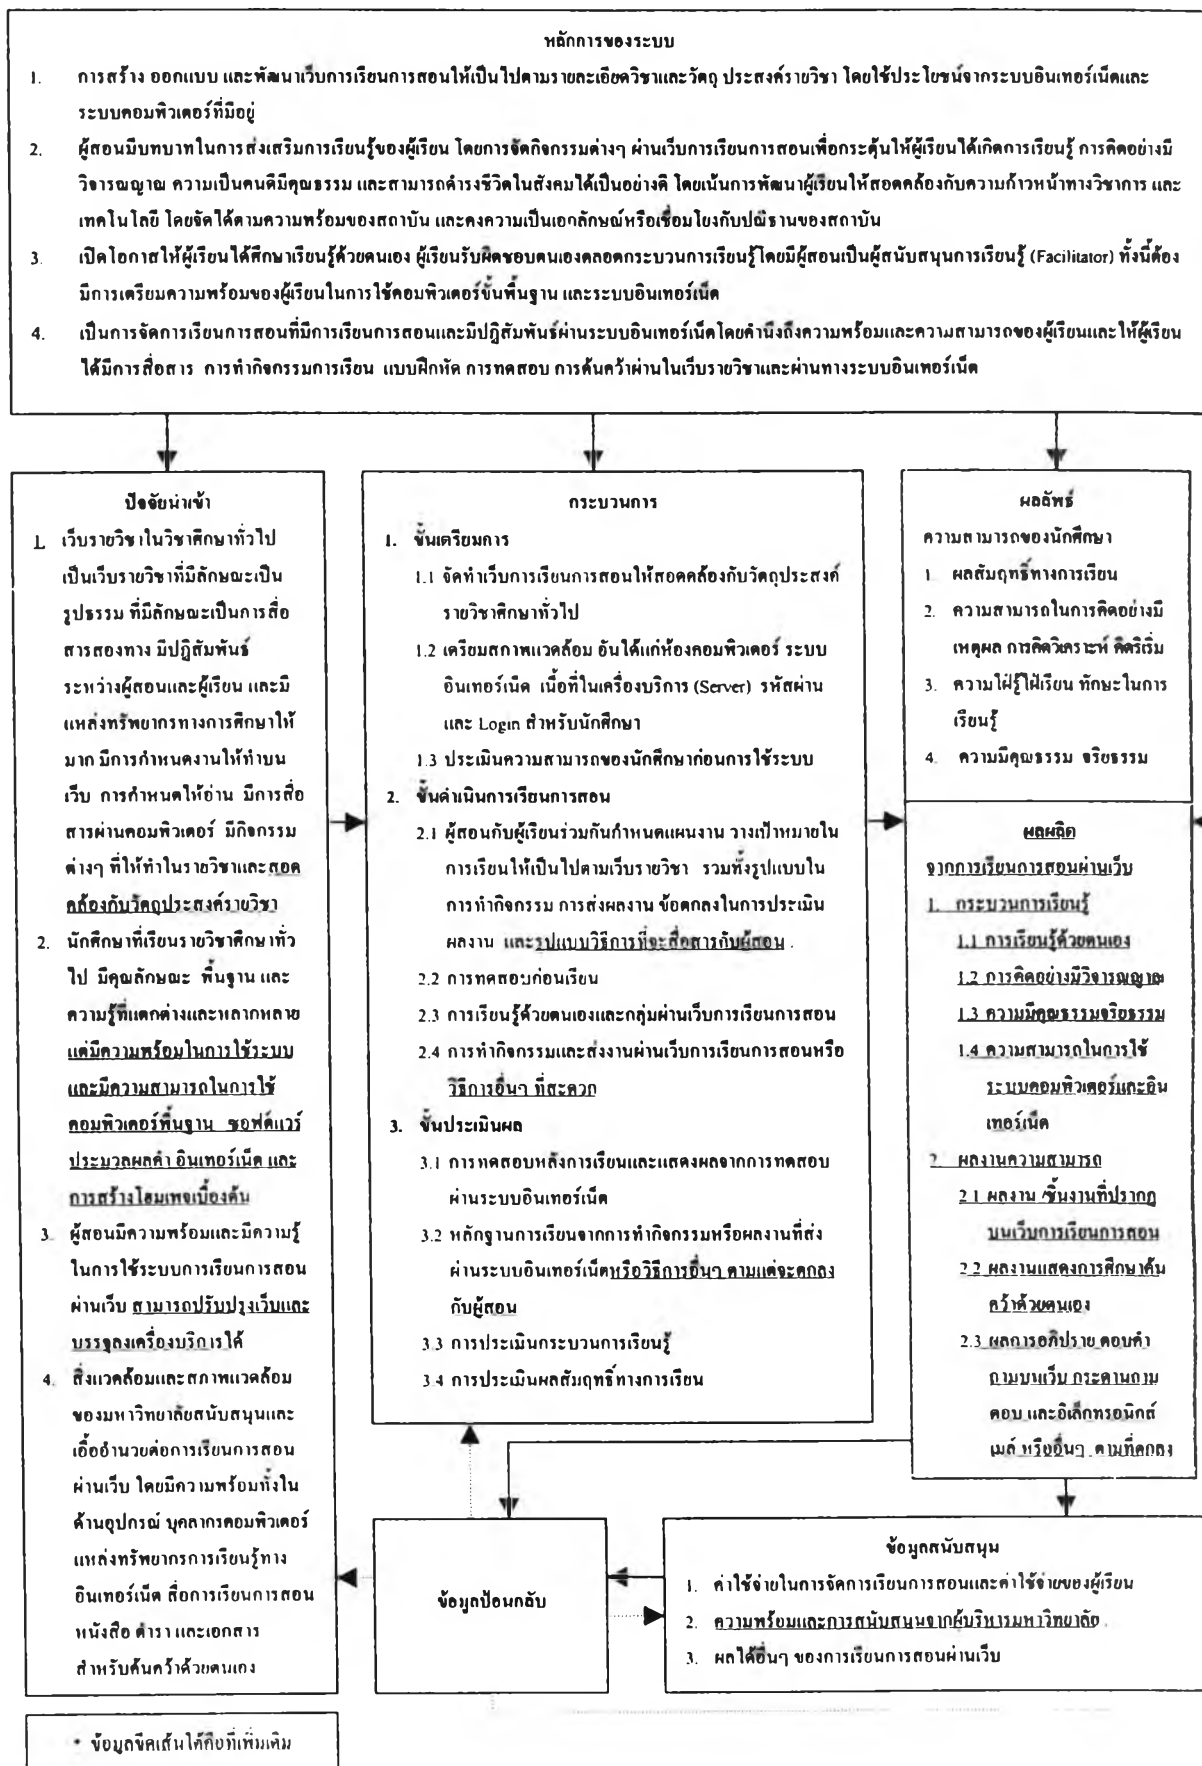 หลักการของระบบ
1. การสร้าง ออกแบบ และพัฒนาเว็บการเรียนการสอนให้เป็นไปตามรายละเอียดวิชาและวัตถุ ประสงค์รายวิชา โดยใช้ประโยชน์จากระบบอินเทอร์เน็ตและ
ระบบคอมพิวเตอร์ที่มีอยู่
2. ผู้สอนมีบทบาทในการส่งเสริมการเรียนรู้ของผู้เรียน โดยการจัดกิจกรรมต่างๆ ผ่านเว็บการเรียนการสอนเพื่อกระตุ้นให้ผู้เรียนได้เกิดการเรียนรู้ การคิดอย่างมี
วิจารณญาณ ความเป็นคนดีมีคุณธรรม และสามารถดำรงชีวิตในสังคมได้เป็นอย่างดี โดยเน้นการพัฒนาผู้เรียนให้สอดคล้องกับความก้าวหน้าทางวิชาการ และ
เทคโนโลยี โดยจัดได้ตามความพร้อมของสถาบัน และคงความเป็นเอกลักษณ์หรือเชื่อมโยงกับปณิธานของสถาบัน
3. เปิดโอกาสให้ผู้เรียนได้ศึกษาเรียนรู้ด้วยตนเอง ผู้เรียนรับผิดชอบตนเองตลอดกระบวนการเรียนรู้โดยมีผู้สอนเป็นผู้สนับสนุนการเรียนรู้ (Facilitator) ทั้งนี้ต้อง
มีการเตรียมความพร้อมของผู้เรียนในการใช้คอมพิวเตอร์ขั้นพื้นฐาน และระบบอินเทอร์เน็ต
4. เป็นการจัดการเรียนการสอนที่มีการเรียนการสอนและมีปฏิสัมพันธ์ผ่านระบบอินเทอร์เน็ตโดยคำนึงถึงความพร้อมและความสามารถของผู้เรียนและให้ผู้เรียน
ได้มีการสื่อสาร การทำกิจกรรมการเรียน แบบฝึกหัด การทดสอบ การค้นคว้าผ่านในเว็บรายวิชาและผ่านทางระบบอินเทอร์เน็ต
ปัจจัยนำเข้า
1. เว็บรายวิชาในวิชาศึกษาทั่วไป
เป็นเว็บรายวิชาที่มีลักษณะเป็น
รูปธรรม ที่มีลักษณะเป็นการสื่อ
สารสองทาง มีปฏิสัมพันธ์
ระหว่างผู้สอนและผู้เรียน และมี
แหล่งทรัพยากรทางการศึกษาให้
มาก มีการกำหนดงานให้ทำบน
เว็บ การกำหนดให้อ่าน มีการสื่อ
สารผ่านคอมพิวเตอร์ มีกิจกรรม
ต่างๆ ที่ให้ทำในรายวิชาและสอด
คล้องกับวัตถุประสงค์รายวิชา
2. นักศึกษาที่เรียนรายวิชาศึกษาทั่ว
ไป มีคุณลักษณะ พื้นฐาน และ
ความรู้ที่แตกต่างและหลากหลาย
แต่มีความพร้อมในการใช้ระบบ
และมีความสามารถในการใช้
คอมพิวเตอร์พื้นฐาน ซอฟต์แวร์
ประมวลผลคำ อินเทอร์เน็ต และ
การสร้างโฮมเพจเบื้องต้น
3. ผู้สอนมีความพร้อมและมีความรู้
ในการใช้ระบบการเรียนการสอน
ผ่านเว็บ สามารถปรับปรุงเว็บและ
บรรจุลงเครื่องบริการได้
4. สิ่งแวดล้อมและสภาพแวดล้อม
ของมหาวิทยาลัยสนับสนุนและ
เอื้ออำนวยต่อการเรียนการสอน
ผ่านเว็บ โดยมีความพร้อมทั้งใน
ด้านอุปกรณ์ บุคลากรคอมพิวเตอร์
แหล่งทรัพยากรการเรียนรู้ทาง
อินเทอร์เน็ต สื่อการเรียนการสอน
หนังสือ ตำรา และเอกสาร
สำหรับค้นคว้าด้วยตนเอง
กระบวนการ
1. ขั้นเตรียมการ
1.1 จัดทำเว็บการเรียนการสอนให้สอดคล้องกับวัตถุประสงค์
รายวิชาศึกษาทั่วไป
1.2 เตรียมสภาพแวดล้อม อันได้แก่ห้องคอมพิวเตอร์ ระบบ
อินเทอร์เน็ต เนื้อที่ในเครื่องบริการ (Server) รหัสผ่าน
และ Login สำหรับนักศึกษา
1.3 ประเมินความสามารถของนักศึกษาก่อนการใช้ระบบ
2. ขั้นดำเนินการเรียนการสอน
2.1 ผู้สอนกับผู้เรียนร่วมกันกำหนดแผนงาน วางเป้าหมายใน
การเรียนให้เป็นไปตามเว็บรายวิชา รวมทั้งรูปแบบใน
การทำกิจกรรม การส่งผลงาน ข้อตกลงในการประเมิน
ผลงาน และรูปแบบวิธีการที่จะสื่อสารกับผู้สอน
2.2 การทดสอบก่อนเรียน
2.3 การเรียนรู้ด้วยตนเองและกลุ่มผ่านเว็บการเรียนการสอน
2.4 การทำกิจกรรมและส่งงานผ่านเว็บการเรียนการสอนหรือ
วิธีการอื่นๆ ที่สะดวก
3. ขั้นประเมินผล
3.1 การทดสอบหลังการเรียนและแสดงผลจากการทดสอบ
ผ่านระบบอินเทอร์เน็ต
3.2 หลักฐานการเรียนจากการทำกิจกรรมหรือผลงานที่ส่ง
ผ่านระบบอินเทอร์เน็ตหรือวิธีการอื่นๆ ตามแต่จะตกลง
กับผู้สอน
3.3 การประเมินกระบวนการเรียนรู้
3.4 การประเมินผลสัมฤทธิ์ทางการเรียน
ผลลัพธ์
ความสามารถของนักศึกษา
1. ผลสัมฤทธิ์ทางการเรียน
2. ความสามารถในการคิดอย่างมี
เหตุผล การคิดวิเคราะห์ คิดริเริ่ม
3. ความใฝ่รู้ใฝ่เรียน ทักษะในการ
เรียนรู้
4. ความมีคุณธรรม จริยธรรม
ผลผลิต
จากการเรียนการสอนผ่านเว็บ
1. กระบวนการเรียนรู้
1.1 การเรียนรู้ด้วยตนเอง
1.2 การคิดอย่างมีวิจารณญาณ
1.3 ความมีคุณธรรมจริยธรรม
1.4 ความสามารถในการใช้
ระบบคอมพิวเตอร์และอิน
เทอร์เน็ต
2. ผลงานความสามารถ
2.1 ผลงาน /ชิ้นงานที่ปรากฏ
บนเว็บการเรียนการสอน
2.2 ผลงานแสดงการศึกษาค้น
คว้าด้วยตนเอง
2.3 ผลการอภิปราย ตอบคำ
ถามบนเว็บ กระดานถาม
ตอบ และอิเล็กทรอนิกส์
เมล์ หรืออื่นๆ ตามที่ตกลง
ข้อมูลป้อนกลับ
ข้อมูลสนับสนุน
1. ค่าใช้จ่ายในการจัดการเรียนการสอนและค่าใช้จ่ายของผู้เรียน
2. ความพร้อมและการสนับสนุนจากผู้บริหารมหาวิทยาลัย
3. ผลได้อื่นๆ ของการเรียนการสอนผ่านเว็บ
* ข้อมูลขีดเส้นใต้คือที่เพิ่มเติม